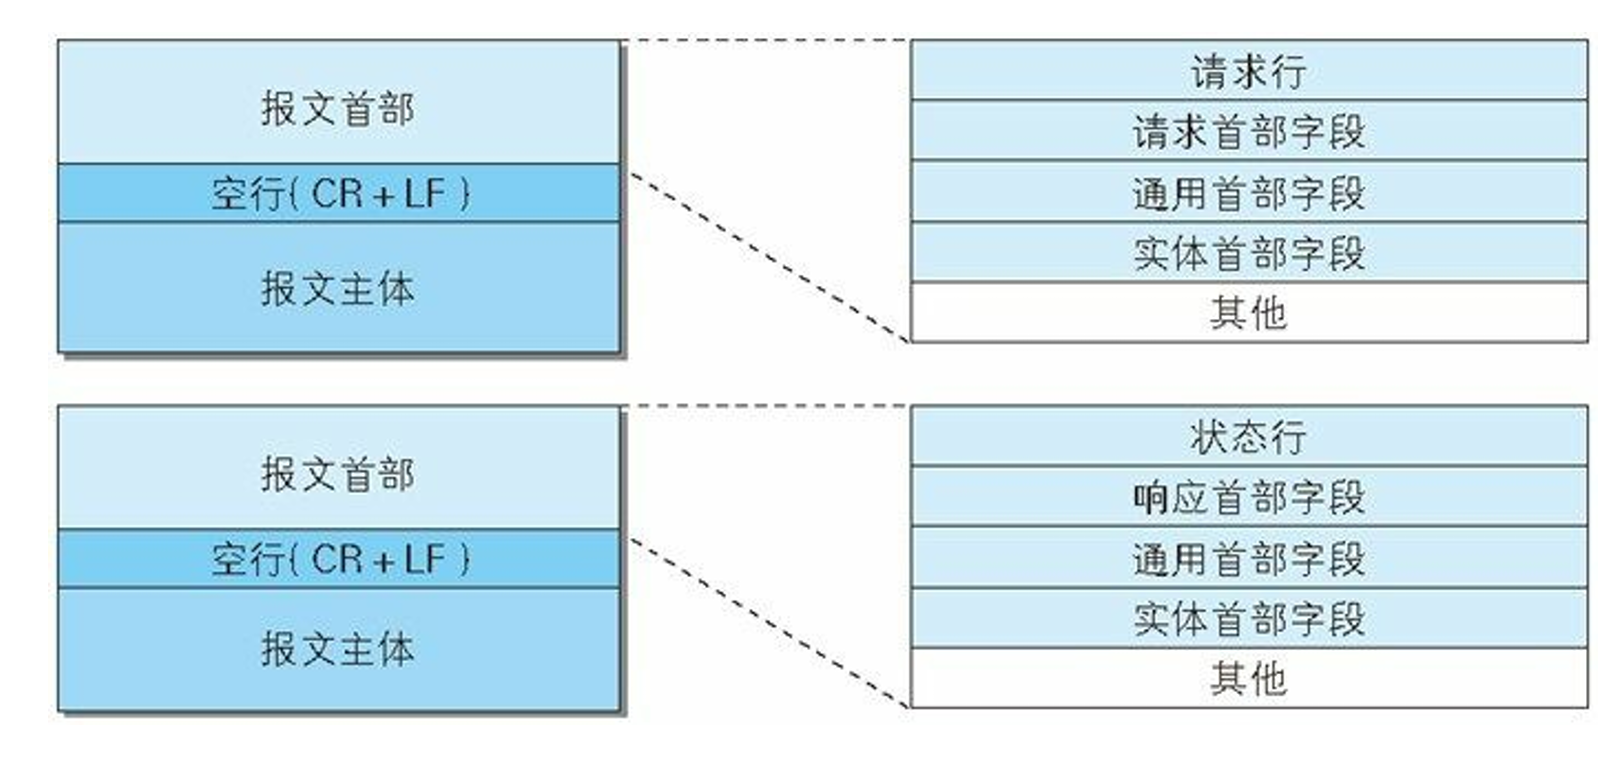 报文首部
空行( CR + LF )
报文主体
请求行
请求首部字段
通用首部字段
实体首部字段
其他
报文首部
空行( CR + LF )
报文主体
状态行
响应首部字段
通用首部字段
实体首部字段
其他